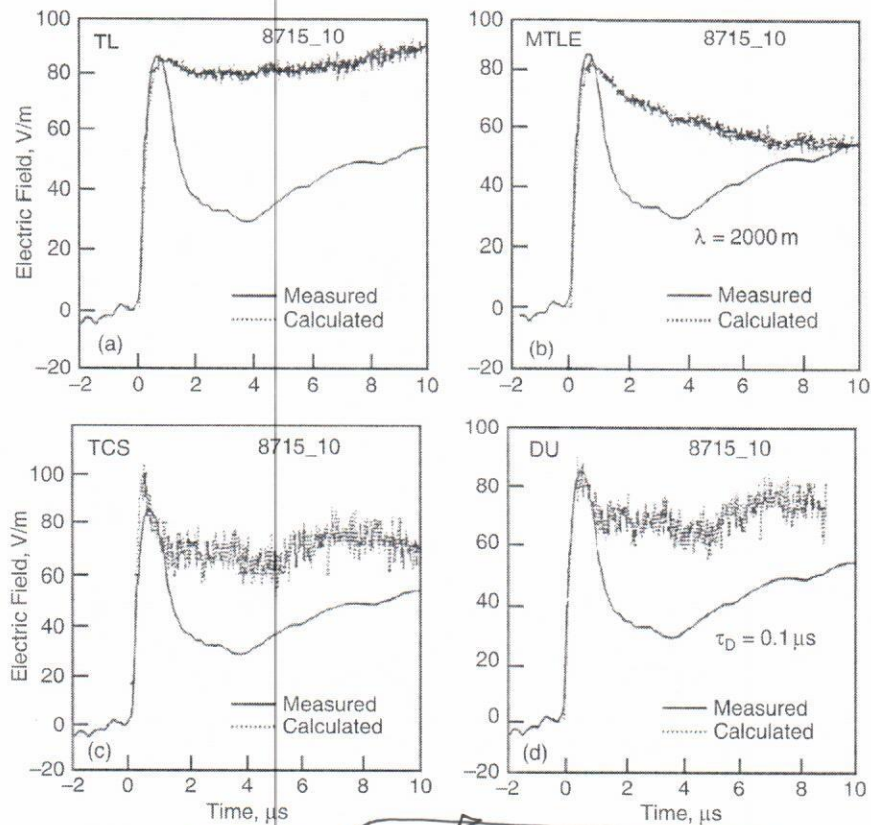 TL 8715_10
Electric Field, V/m
100
80
60
40
20
0
−20
Measured
Calculated
(a)
−2 0 2 4 6 8 10
MTLE 8715_10
100
80
60
40
20
0
−20
λ = 2000 m
Measured
Calculated
(b)
−2 0 2 4 6 8 10
TCS 8715_10
Electric Field, V/m
100
80
60
40
20
0
−20
Measured
Calculated
(c)
−2 0 2 4 6 8 10
Time, μs
DU 8715_10
100
80
60
40
20
0
−20
τD = 0.1 μs
Measured
Calculated
(d)
−2 0 2 4 6 8 10
Time, μs